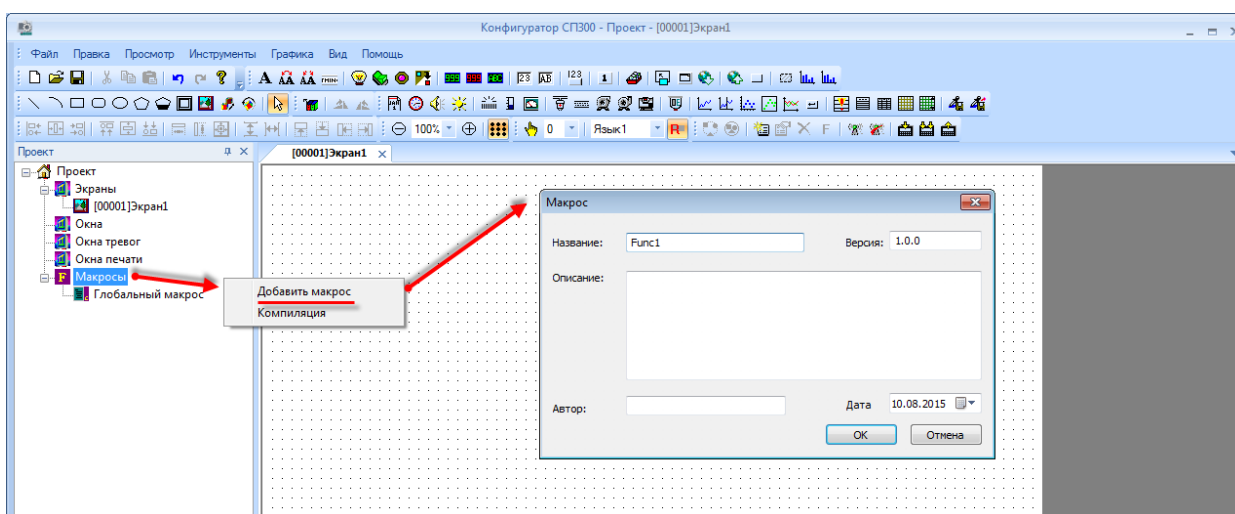 Конфигуратор СП300 - Проект - [00001]Экран1
Файл Правка Просмотр Инструменты Графика Вид Помощь
100% 0 Язык1
Проект
[00001]Экран1
Проект
Экраны
[00001]Экран1
Окна
Окна тревог
Окна печати
Макросы
Глобальный макрос
Добавить макрос
Компиляция
Макрос
Название: Func1 Версия: 1.0.0
Описание:
Автор: Дата 10.08.2015
ОК Отмена